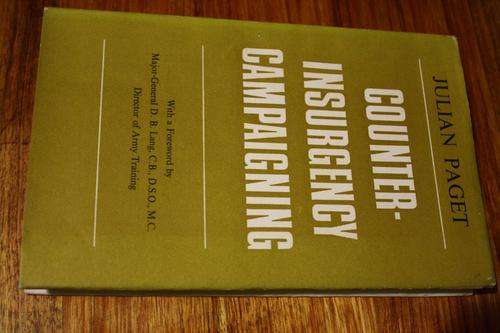 JULIAN PAGET
COUNTER-
INSURGENCY
CAMPAIGNING
With a Foreword by
Major-General D. B. Lang, C.B., D.S.O., M.C.
Director of Army Training